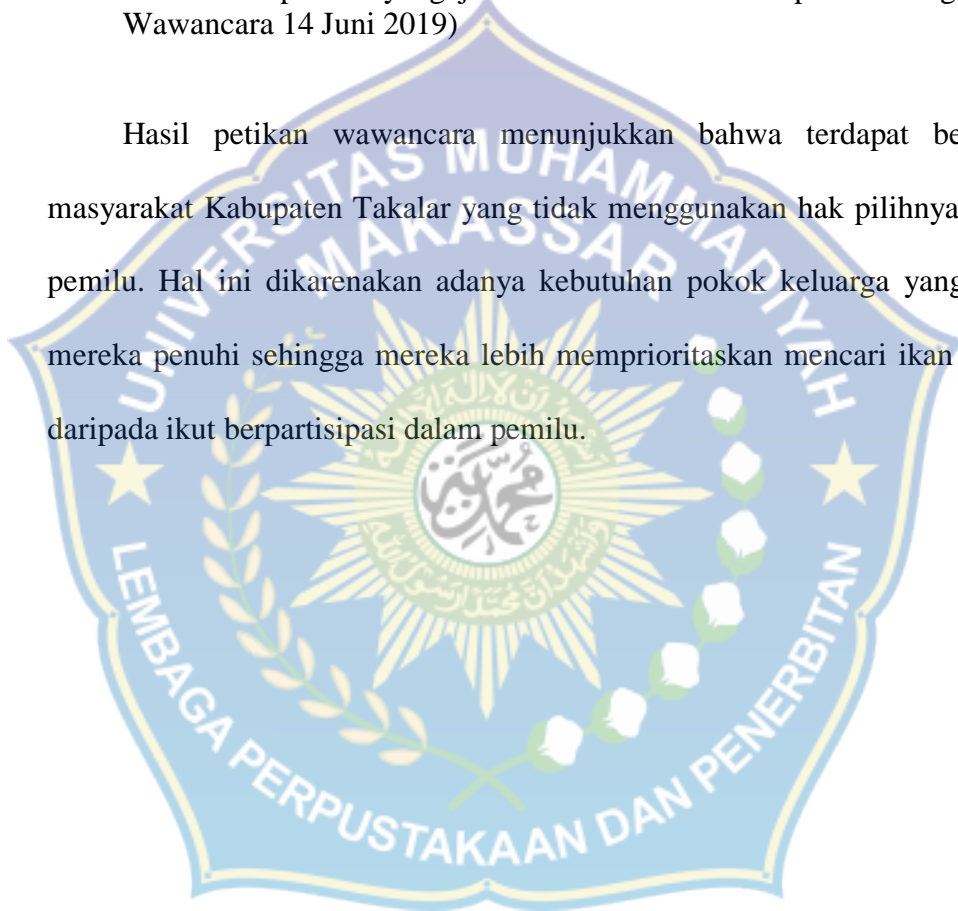 Wawancara 14 Juni 2019)
Hasil petikan wawancara menunjukkan bahwa terdapat be
masyarakat Kabupaten Takalar yang tidak menggunakan hak pilihnya
pemilu. Hal ini dikarenakan adanya kebutuhan pokok keluarga yang
mereka penuhi sehingga mereka lebih memprioritaskan mencari ikan
daripada ikut berpartisipasi dalam pemilu.
UNIVERSITAS MUHAMMADIYAH
MAKASSAR
محمدية
LEMBAGA PERPUSTAKAAN DAN PENERBITAN